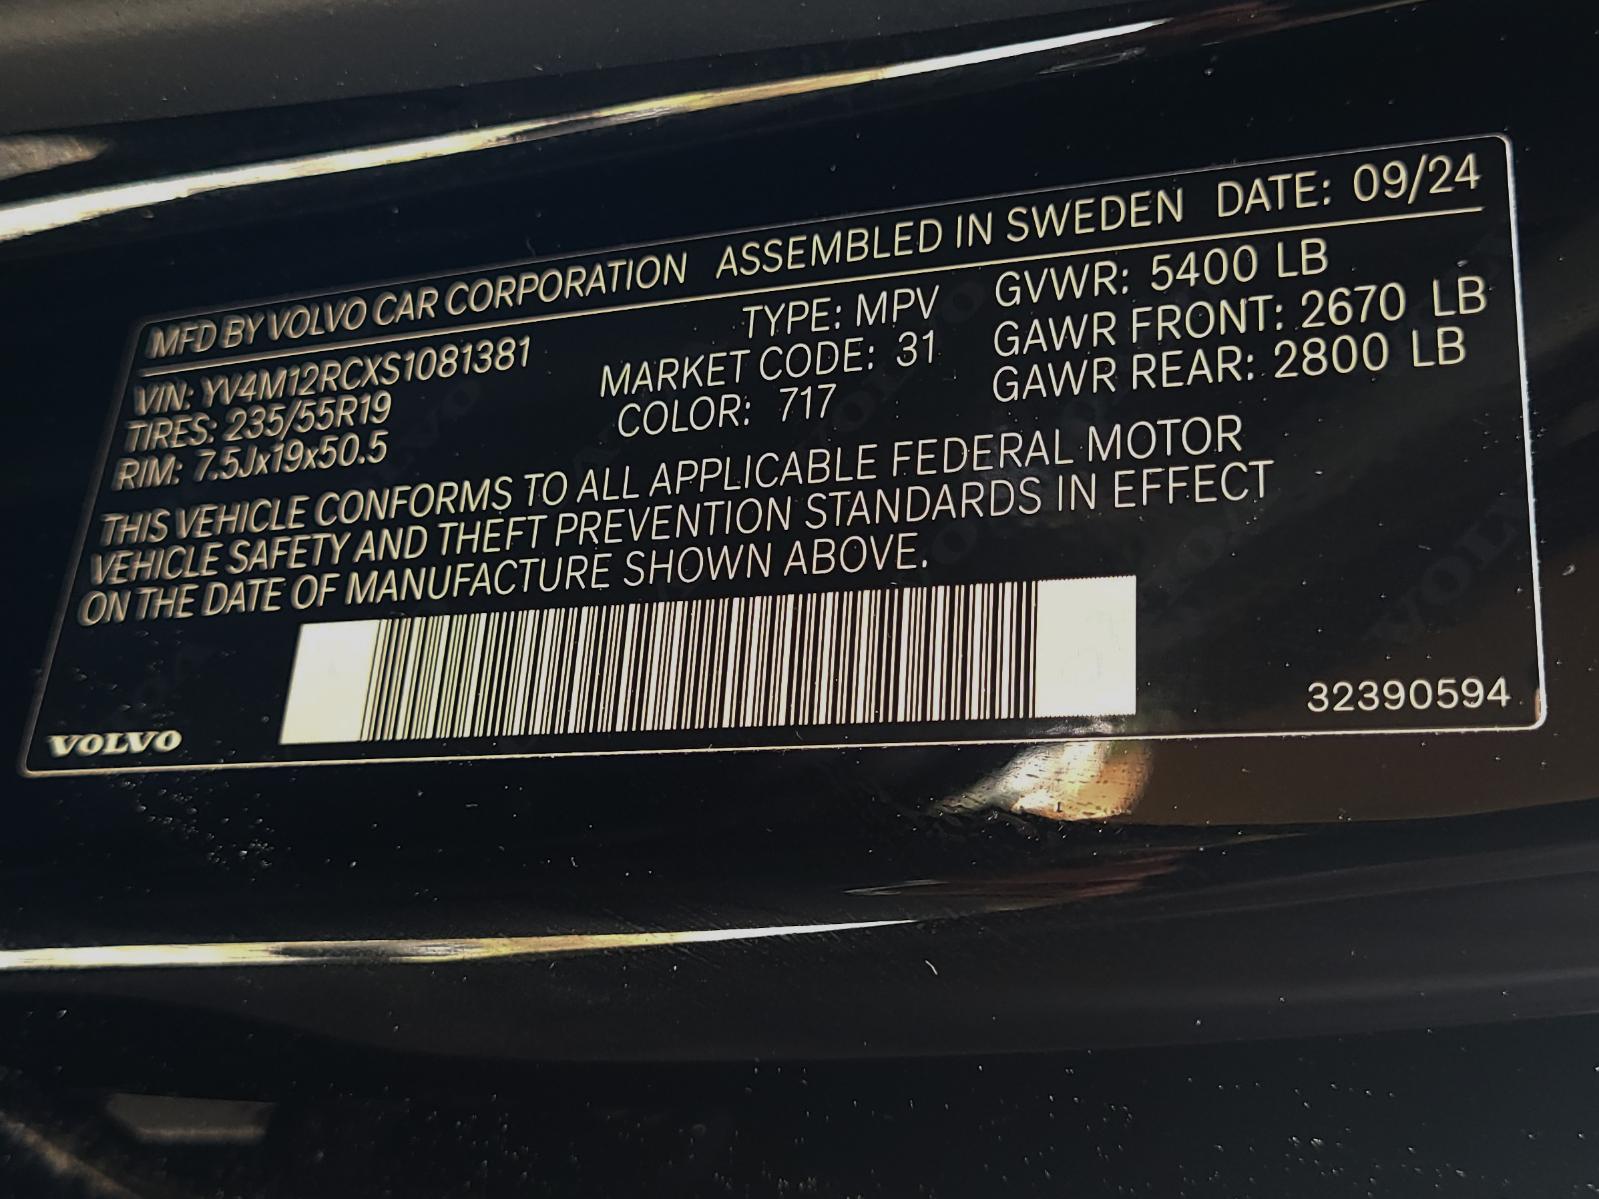 MFD BY VOLVO CAR CORPORATION ASSEMBLED IN SWEDEN DATE: 09/24
VIN: YV4M12RCXS1081381 TYPE: MPV GVWR: 5400 LB
TIRES: 235/55R19 MARKET CODE: 31 GAWR FRONT: 2670 LB
RIM: 7.5Jx19x50.5 COLOR: 717 GAWR REAR: 2800 LB
THIS VEHICLE CONFORMS TO ALL APPLICABLE FEDERAL MOTOR
VEHICLE SAFETY AND THEFT PREVENTION STANDARDS IN EFFECT
ON THE DATE OF MANUFACTURE SHOWN ABOVE.
VOLVO 32390594